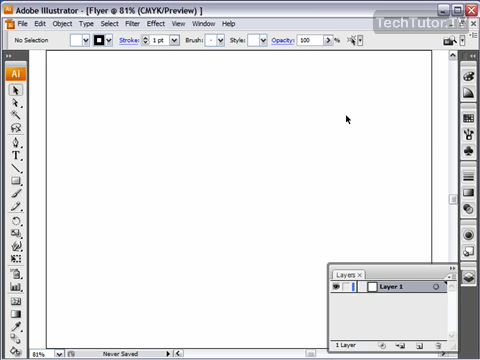 Adobe Illustrator - [Flyer @ 81% (CMYK/Preview) ]
TechTutor.TV
File Edit Object Type Select Filter Effect View Window Help
No Selection Stroke: 1 pt Brush: Style: Opacity: 100 %
Ai
T
Layers ×
Layer 1
1 Layer
81% Never Saved